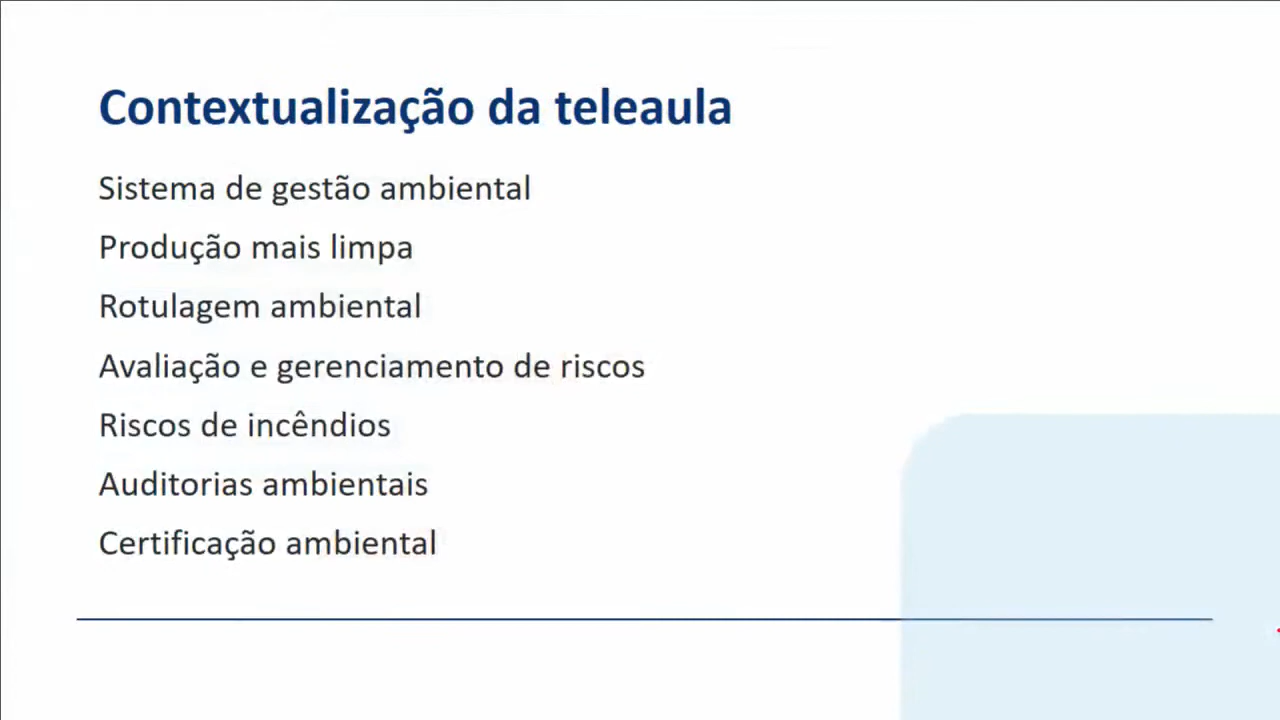 Contextualização da teleaula
Sistema de gestão ambiental
Produção mais limpa
Rotulagem ambiental
Avaliação e gerenciamento de riscos
Riscos de incêndios
Auditorias ambientais
Certificação ambiental